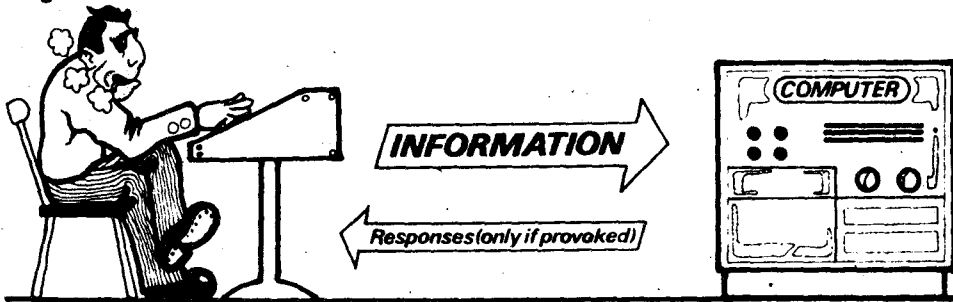 COMPUTER
INFORMATION
Responses(only if provoked)